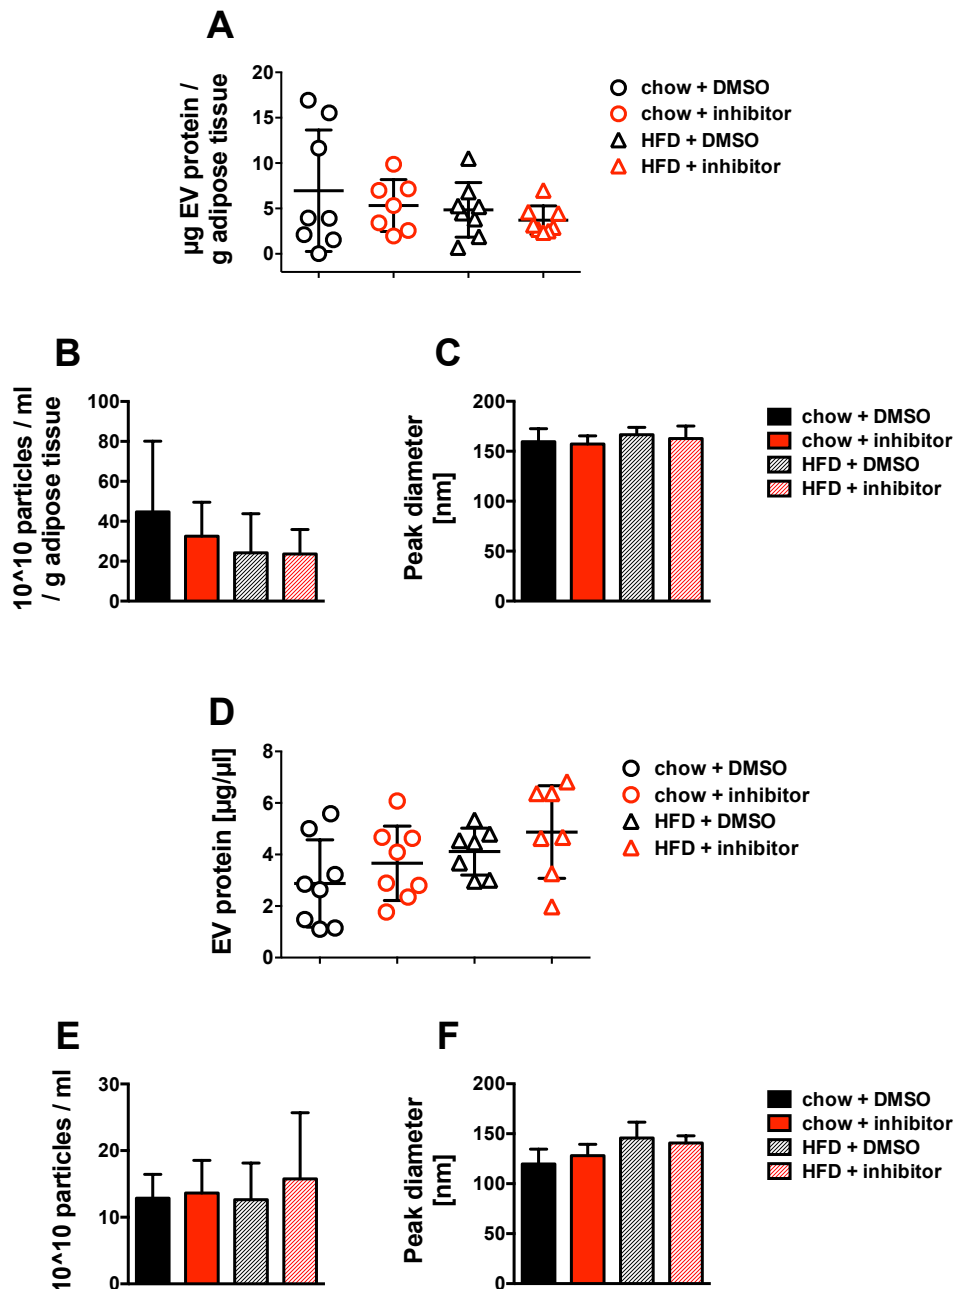 A
µg EV protein /
g adipose tissue
20
15
10
5
0
chow + DMSO
chow + inhibitor
HFD + DMSO
HFD + inhibitor
B
10^10 particles / ml
/ g adipose tissue
100
80
60
40
20
0
C
Peak diameter
[nm]
200
150
100
50
0
chow + DMSO
chow + inhibitor
HFD + DMSO
HFD + inhibitor
D
EV protein [µg/µl]
8
6
4
2
0
chow + DMSO
chow + inhibitor
HFD + DMSO
HFD + inhibitor
E
10^10 particles / ml
30
20
10
0
F
Peak diameter
[nm]
200
150
100
50
0
chow + DMSO
chow + inhibitor
HFD + DMSO
HFD + inhibitor